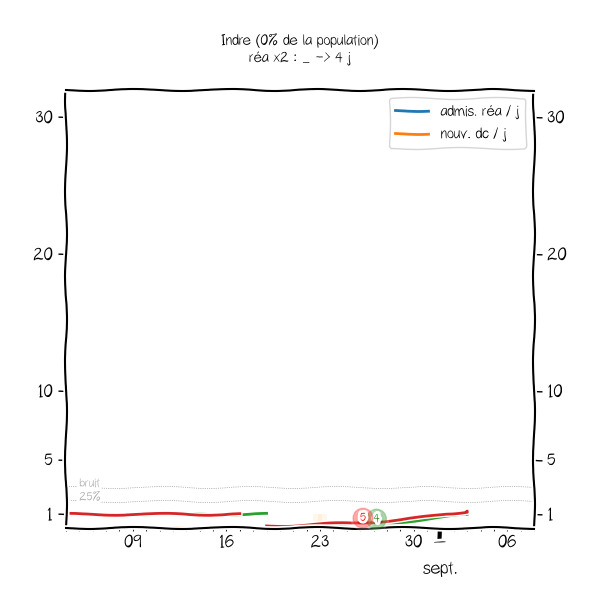 Indre (0% de la population)
réa x2 : _ -> 4 j
admis. réa / j
nouv. dc / j
30 30
20 20
10 10
5 5
bruit
25%
1 5 4 1
09 16 23 30 06
sept.